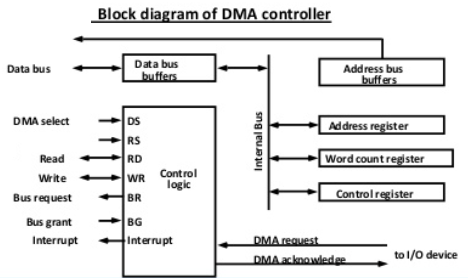 Block diagram of DMA controller
Data bus
Data bus
buffers
Address bus
buffers
Internal Bus
DMA select
DS
RS
Read
RD
Write
WR
Control
logic
Bus request
BR
Bus grant
BG
Interrupt
Interrupt
Address register
Word count register
Control register
DMA request
DMA acknowledge
to I/O device